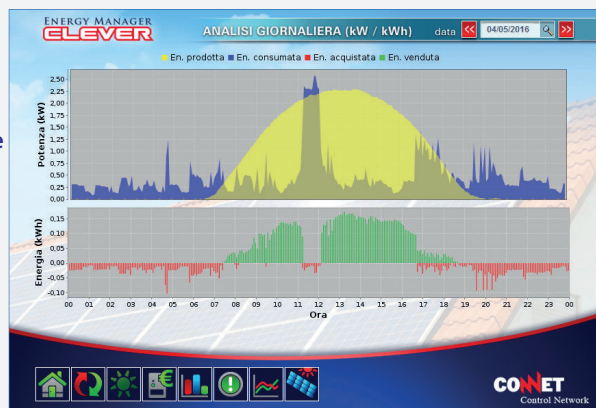 ENERGY MANAGER
CLEVER
ANALISI GIORNALIERA (kW / kWh)
data << 04/05/2016 >>
En. prodotta En. consumata En. acquistata En. venduta
Potenza (kW)
2,50
2,25
2,00
1,75
1,50
1,25
1,00
0,75
0,50
0,25
0,00
Energia (kWh)
0,15
0,10
0,05
0,00
-0,05
-0,10
00 01 02 03 04 05 06 07 08 09 10 11 12 13 14 15 16 17 18 19 20 21 22 23 00
Ora
e
€
CONNET
Control Network